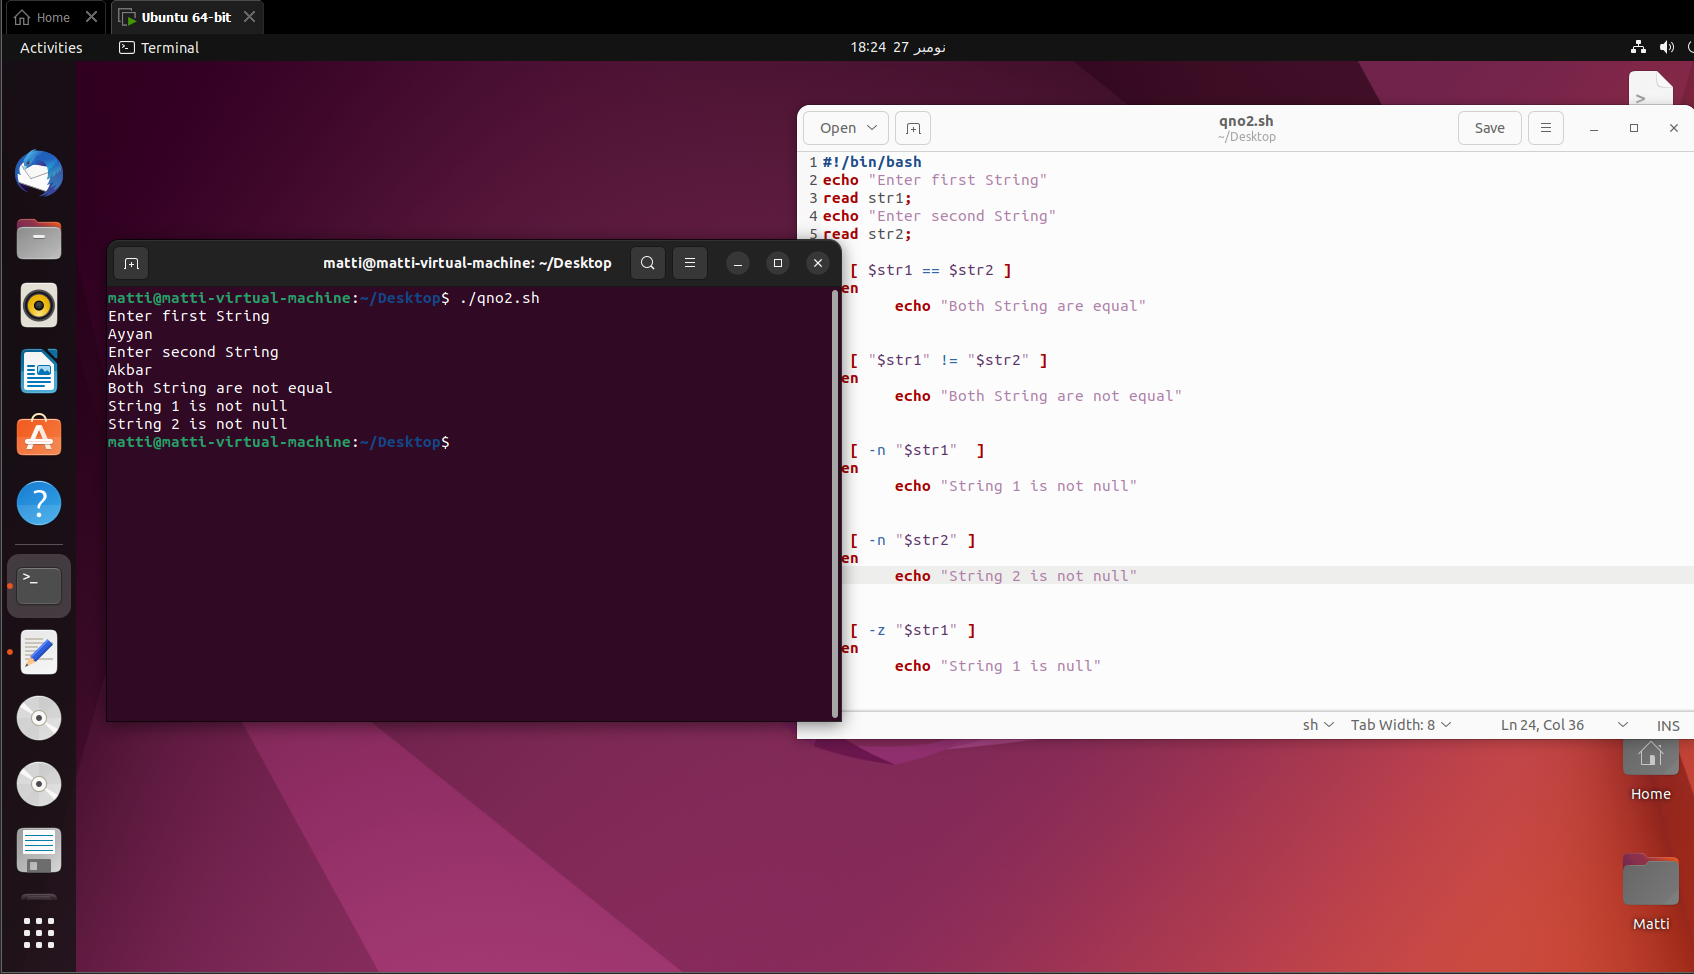 Home
Ubuntu 64-bit
Activities
Terminal
نومبر 27 18:24
Open
qno2.sh
~/Desktop
Save
1 #!/bin/bash
2 echo "Enter first String"
3 read str1;
4 echo "Enter second String"
5 read str2;
[ $str1 == $str2 ]
en
echo "Both String are equal"
[ "$str1" != "$str2" ]
en
echo "Both String are not equal"
[ -n "$str1"  ]
en
echo "String 1 is not null"
[ -n "$str2" ]
en
echo "String 2 is not null"
[ -z "$str1" ]
en
echo "String 1 is null"
sh
Tab Width: 8
Ln 24, Col 36
INS
matti@matti-virtual-machine: ~/Desktop
matti@matti-virtual-machine:~/Desktop$ ./qno2.sh
Enter first String
Ayyan
Enter second String
Akbar
Both String are not equal
String 1 is not null
String 2 is not null
matti@matti-virtual-machine:~/Desktop$
Home
Matti